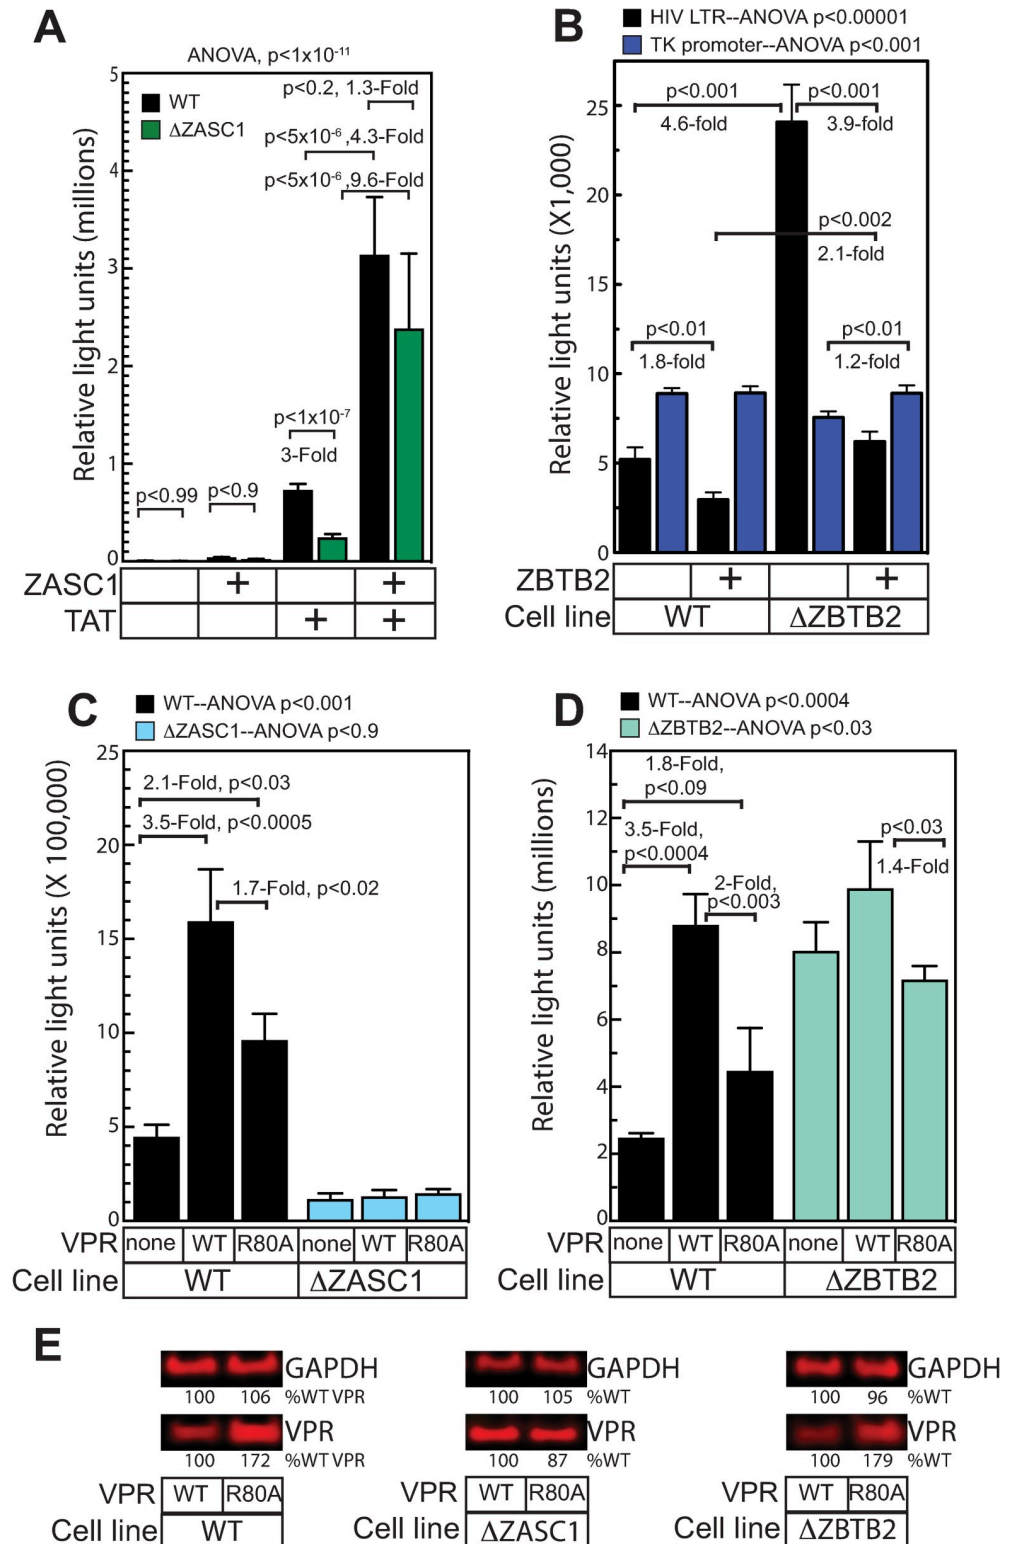 A
ANOVA, p<1x10-11
WT
ΔZASC1
p<0.2, 1.3-Fold
p<5x10-6,4.3-Fold
p<5x10-6,9.6-Fold
p<1x10-7
3-Fold
p<0.99
p<0.9
Relative light units (millions)
5
4
3
2
1
0
ZASC1 + +
TAT + +
B
HIV LTR--ANOVA p<0.00001
TK promoter--ANOVA p<0.001
p<0.001
4.6-fold
p<0.001
3.9-fold
p<0.002
2.1-fold
p<0.01
1.8-fold
p<0.01
1.2-fold
Relative light units (X1,000)
25
20
15
10
5
0
ZBTB2 + +
Cell line WT ΔZBTB2
C
WT--ANOVA p<0.001
ΔZASC1--ANOVA p<0.9
2.1-Fold, p<0.03
3.5-Fold, p<0.0005
1.7-Fold, p<0.02
Relative light units (X 100,000)
25
20
15
10
5
0
VPR none WT R80A none WT R80A
Cell line WT ΔZASC1
D
WT--ANOVA p<0.0004
ΔZBTB2--ANOVA p<0.03
1.8-Fold,
p<0.09
3.5-Fold,
p<0.0004
2-Fold,
p<0.003
p<0.03
1.4-Fold
Relative light units (millions)
14
12
10
8
6
4
2
0
VPR none WT R80A none WT R80A
Cell line WT ΔZBTB2
E
GAPDH
100 106 %WT VPR
VPR
100 172 %WT VPR
VPR WT R80A
Cell line WT
GAPDH
100 105 %WT
VPR
100 87 %WT
VPR WT R80A
Cell line ΔZASC1
GAPDH
100 96 %WT
VPR
100 179 %WT
VPR WT R80A
Cell line ΔZBTB2